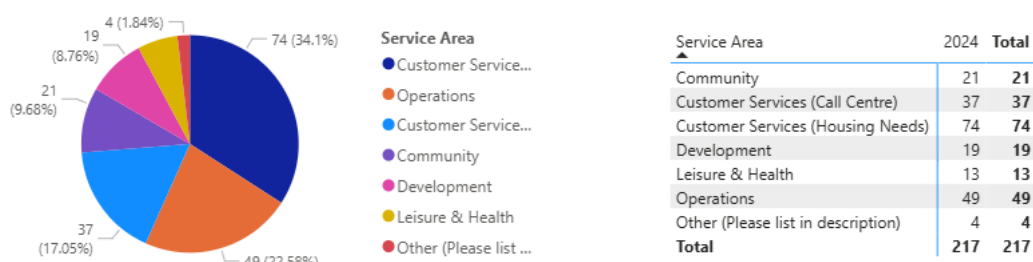 4 (1.84%)
19
(8.76%)
21
(9.68%)
37
(17.05%)
49 (22.58%)
74 (34.1%)
Service Area
Customer Service...
Operations
Customer Service...
Community
Development
Leisure & Health
Other (Please list ...
Service Area 2024 Total
Community 21 21
Customer Services (Call Centre) 37 37
Customer Services (Housing Needs) 74 74
Development 19 19
Leisure & Health 13 13
Operations 49 49
Other (Please list in description) 4 4
Total 217 217